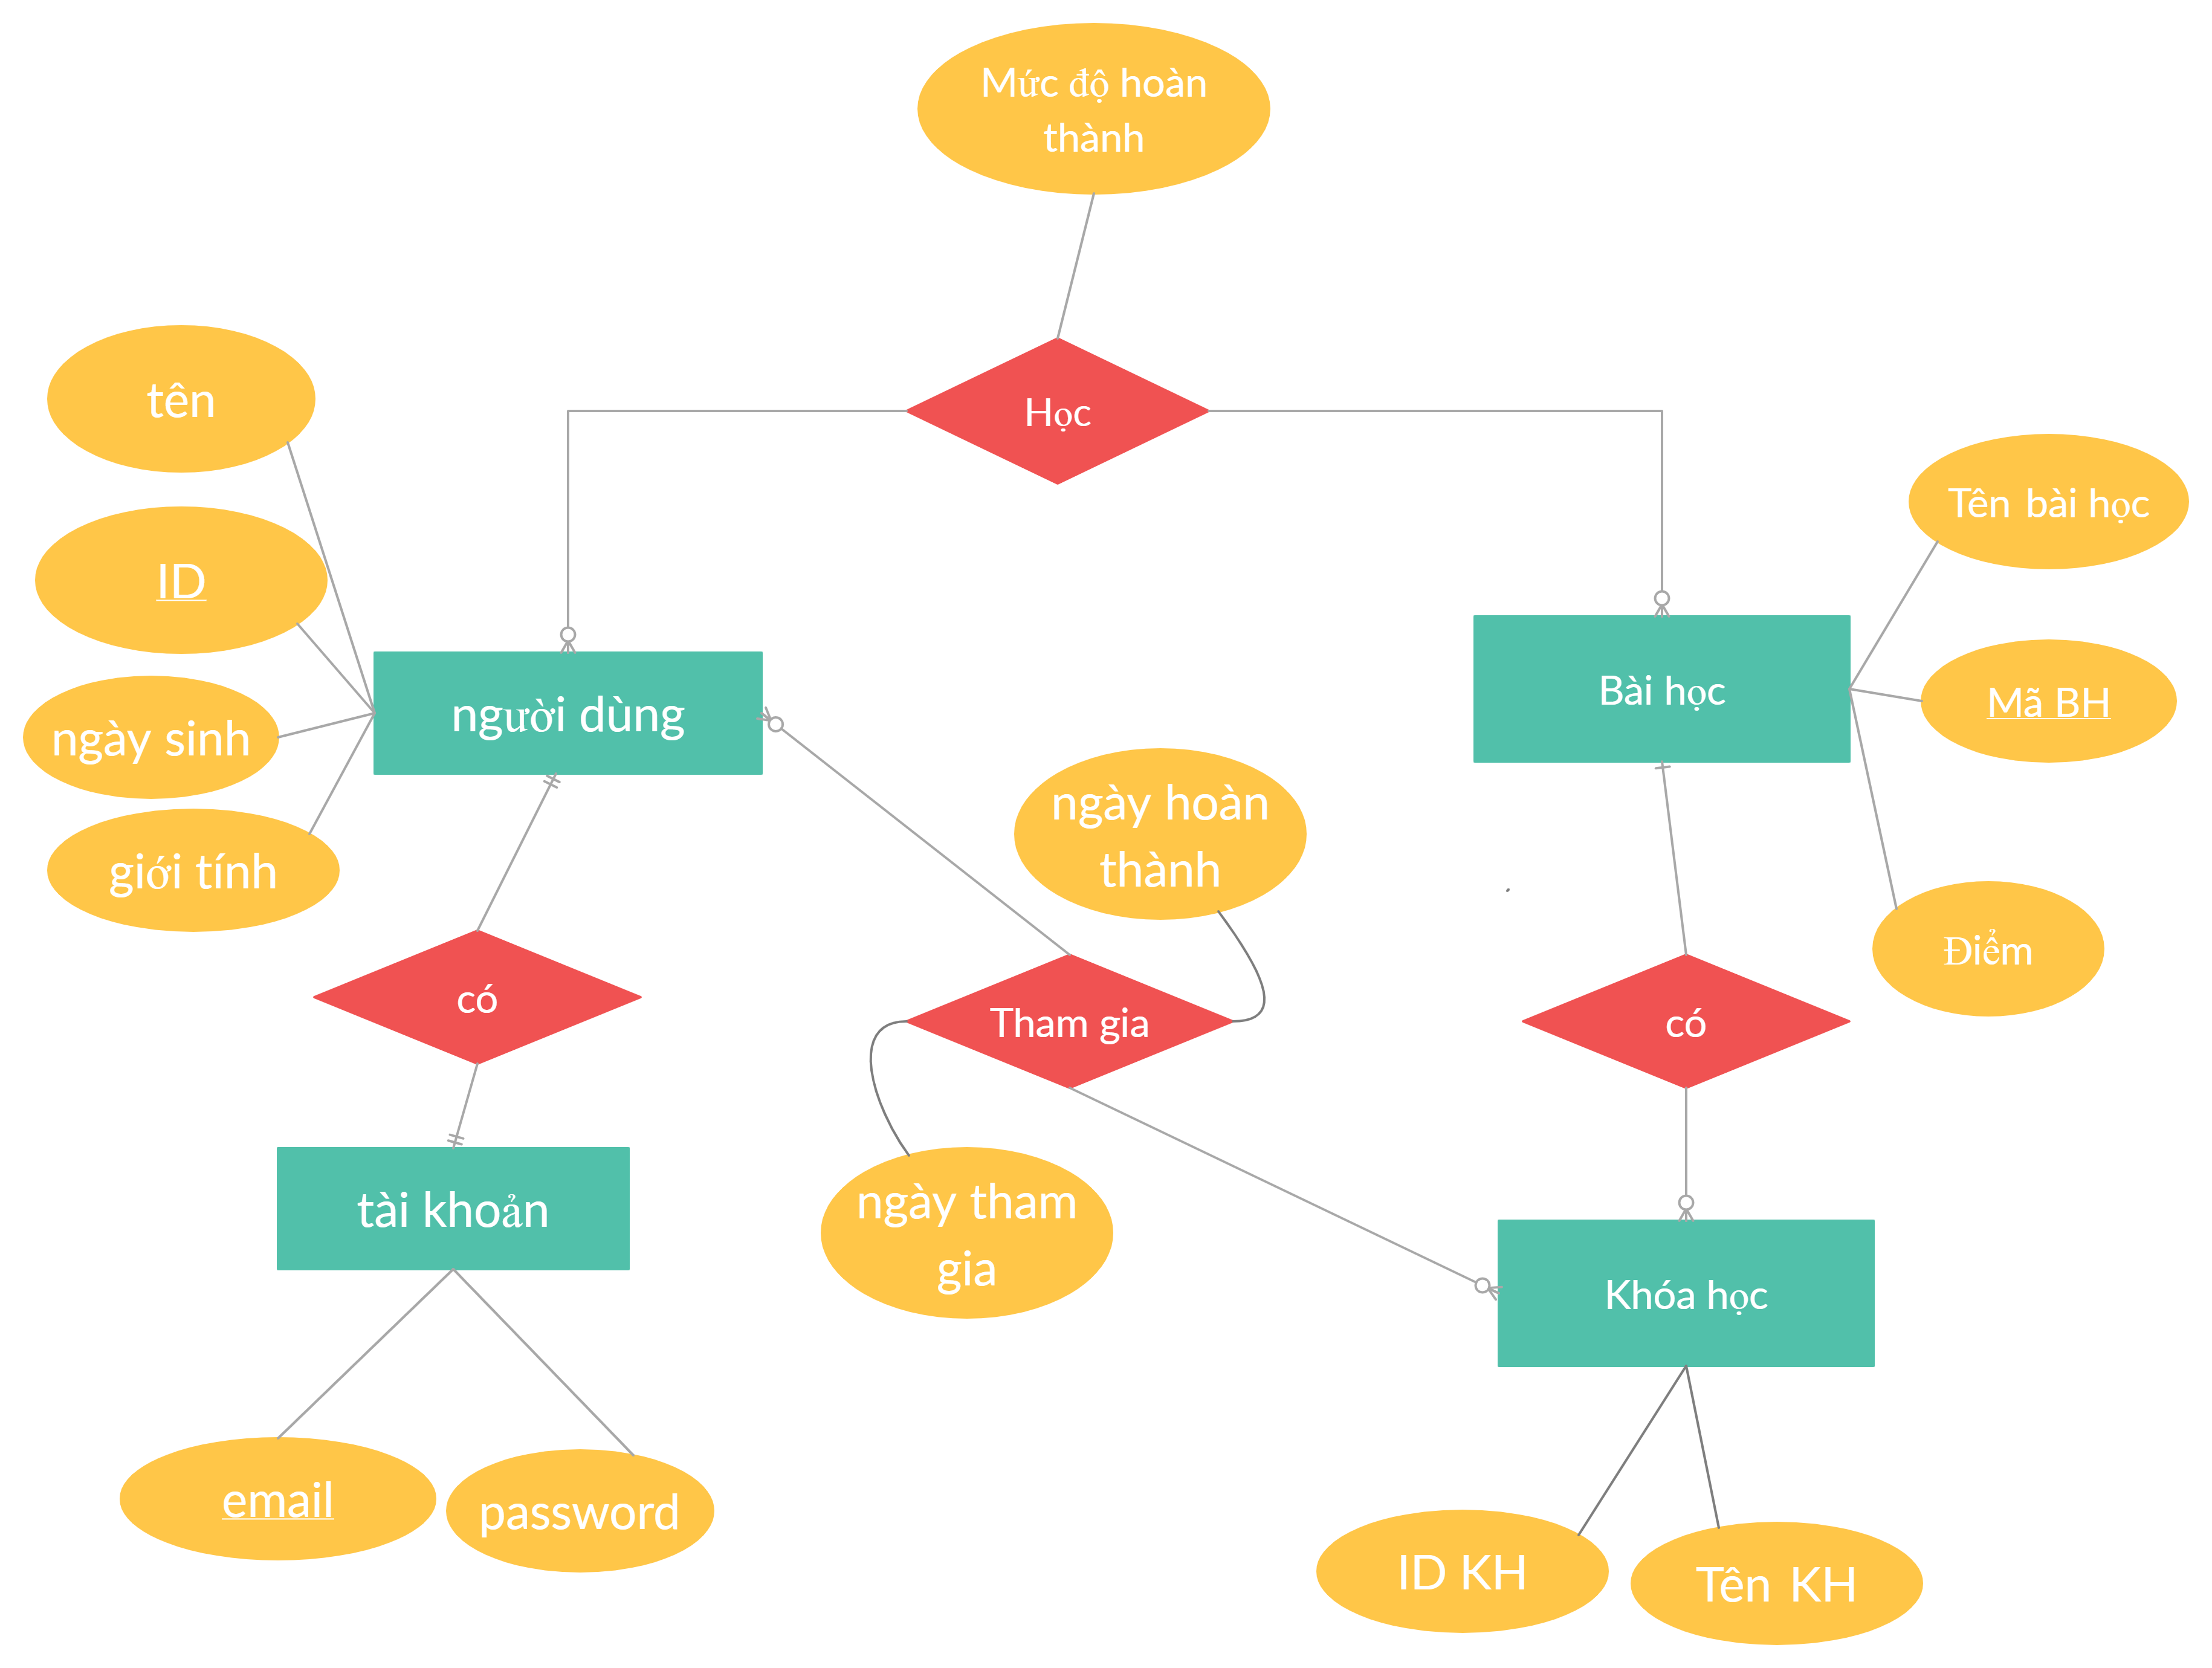 Mức độ hoàn
thành
tên
Học
Tên bài học
ID
người dùng
Bài học
Mã BH
ngày sinh
ngày hoàn
thành
giới tính
Điểm
có
Tham gia
có
tài khoản
ngày tham
gia
Khóa học
email
password
ID KH
Tên KH